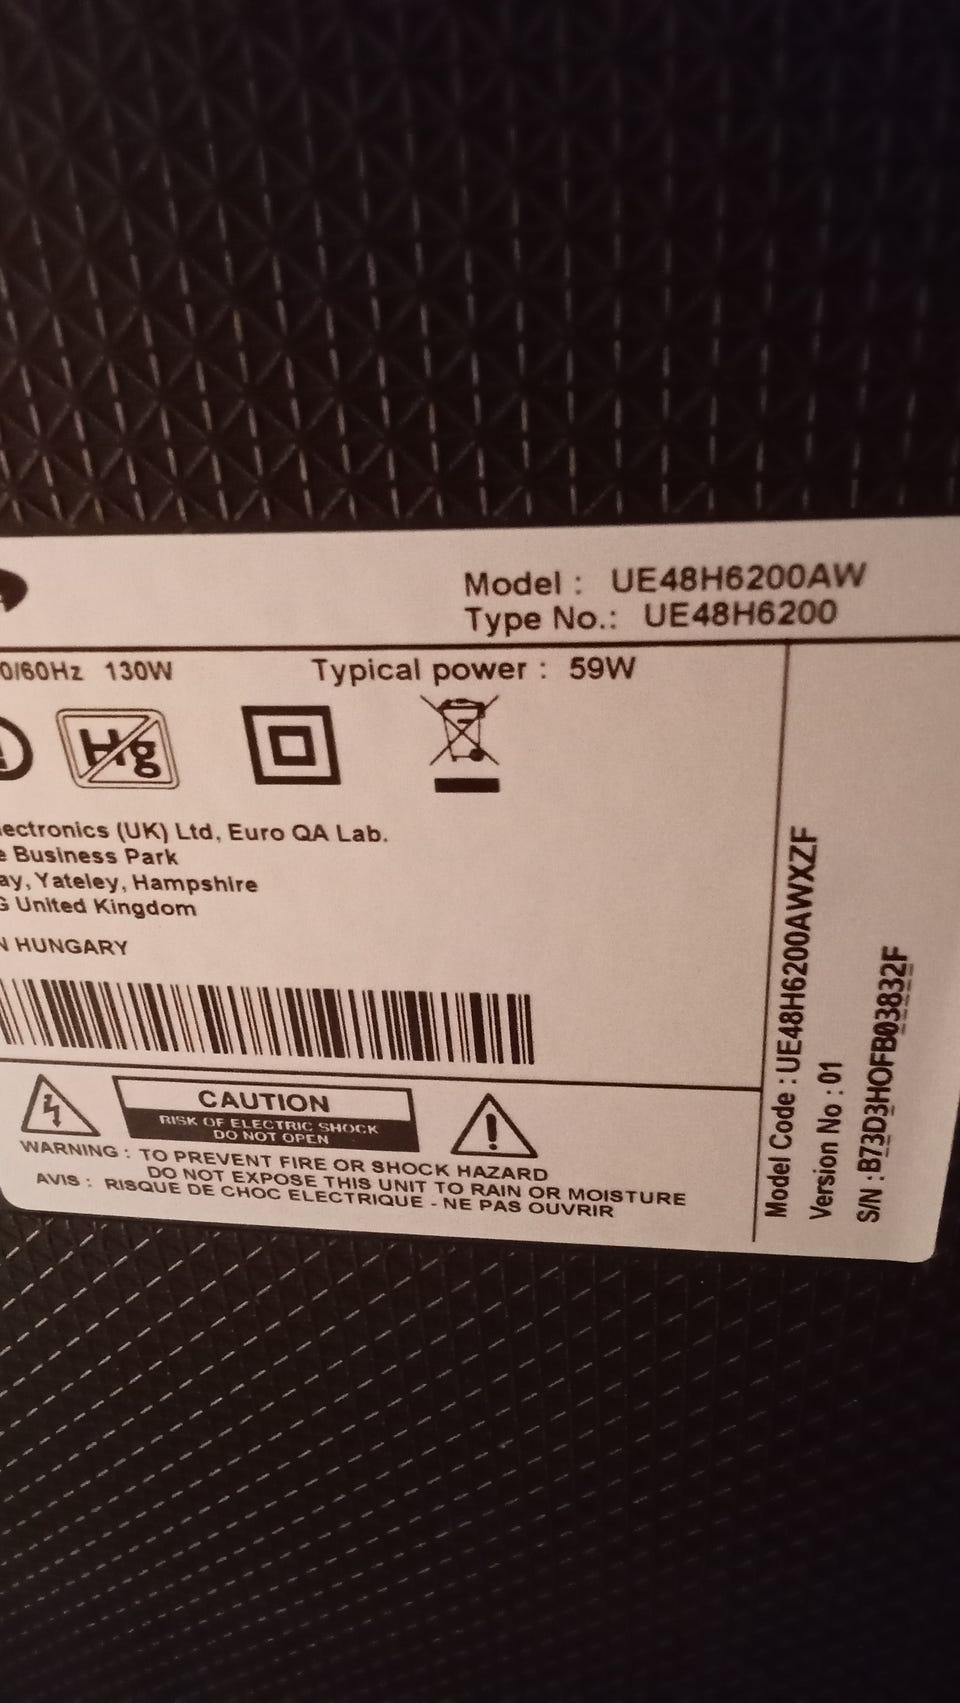 Model : UE48H6200AW
Type No.: UE48H6200
0/60Hz 130W Typical power : 59W
Hg
ectronics (UK) Ltd, Euro QA Lab.
e Business Park
ay, Yateley, Hampshire
G United Kingdom
N HUNGARY
CAUTION
RISK OF ELECTRIC SHOCK
DO NOT OPEN
WARNING : TO PREVENT FIRE OR SHOCK HAZARD
DO NOT EXPOSE THIS UNIT TO RAIN OR MOISTURE
AVIS : RISQUE DE CHOC ELECTRIQUE - NE PAS OUVRIR
Model Code : UE48H6200AWXZF
Version No : 01
S/N : B73D3HOFB03832F